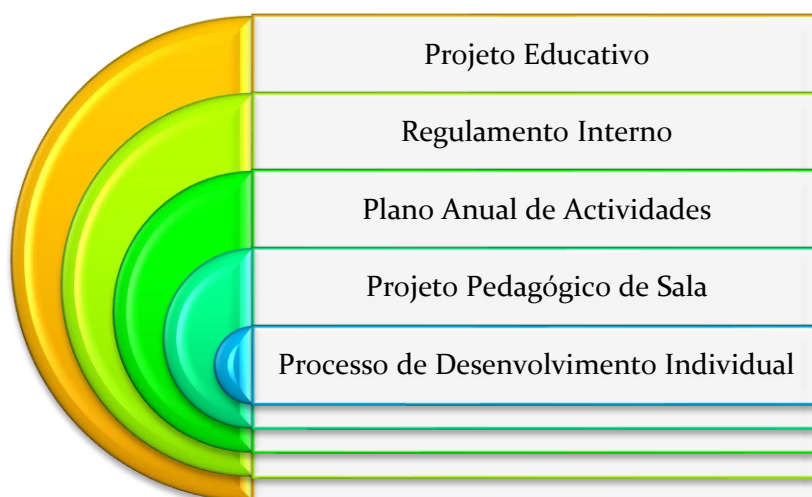 Projeto Educativo
Regulamento Interno
Plano Anual de Actividades
Projeto Pedagógico de Sala
Processo de Desenvolvimento Individual